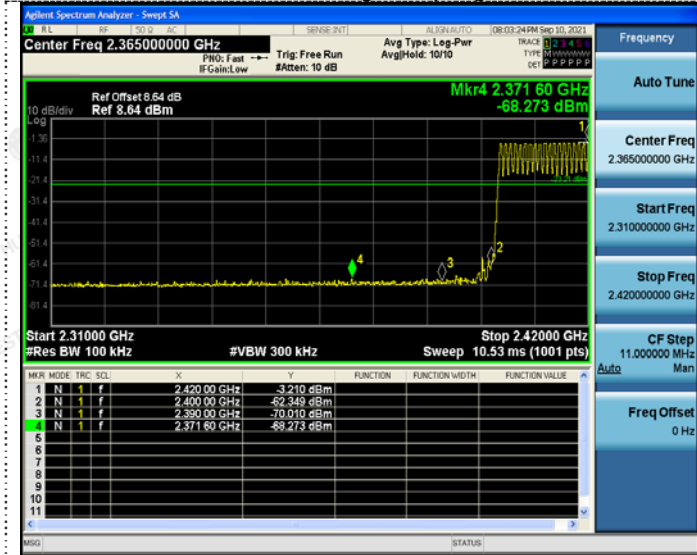 Agilent Spectrum Analyzer - Swept SA
RL RF 50 Ω AC SENSE:INT ALIGNAUTO 08:03:24 PM Sep 10, 2021
Center Freq 2.365000000 GHz
PNO: Fast
IFGain:Low
Trig: Free Run
#Atten: 10 dB
Avg Type: Log-Pwr
Avg|Hold: 10/10
TRACE 1 2 3 4 5 6
TYPE M
DET P P P P P P
Mkr4 2.371 60 GHz
-68.273 dBm
Ref Offset 8.64 dB
10 dB/div Ref 8.64 dBm
Log
-1.36
-11.4
-21.4
-31.4
-41.4
-51.4
-61.4
-71.4
-81.4
1
2
3
4
Start 2.31000 GHz Stop 2.42000 GHz
#Res BW 100 kHz #VBW 300 kHz Sweep 10.53 ms (1001 pts)
MKR MODE TRC SCL X Y FUNCTION FUNCTION WIDTH FUNCTION VALUE
1 N 1 f 2.420 00 GHz -3.210 dBm
2 N 1 f 2.400 00 GHz -62.349 dBm
3 N 1 f 2.390 00 GHz -70.010 dBm
4 N 1 f 2.371 60 GHz -68.273 dBm
5
6
7
8
9
10
11
MSG STATUS
Frequency
Auto Tune
Center Freq
2.365000000 GHz
Start Freq
2.310000000 GHz
Stop Freq
2.420000000 GHz
CF Step
11.000000 MHz
Auto Man
Freq Offset
0 Hz